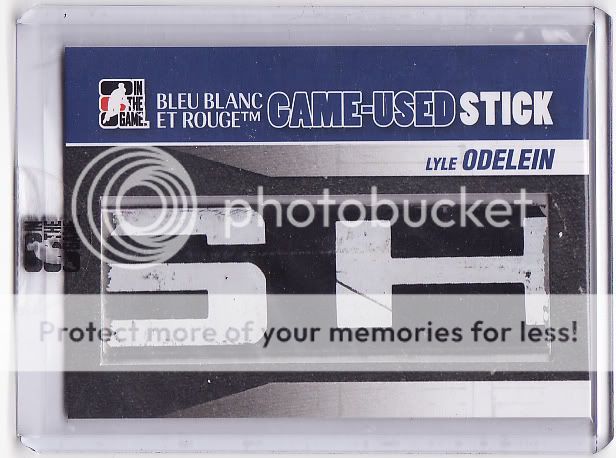 IN
THE
GAME.
BLEU BLANC
ET ROUGE™
GAME-USED STICK
LYLE ODELEIN
photobucket
SH
Protect more of your memories for less!